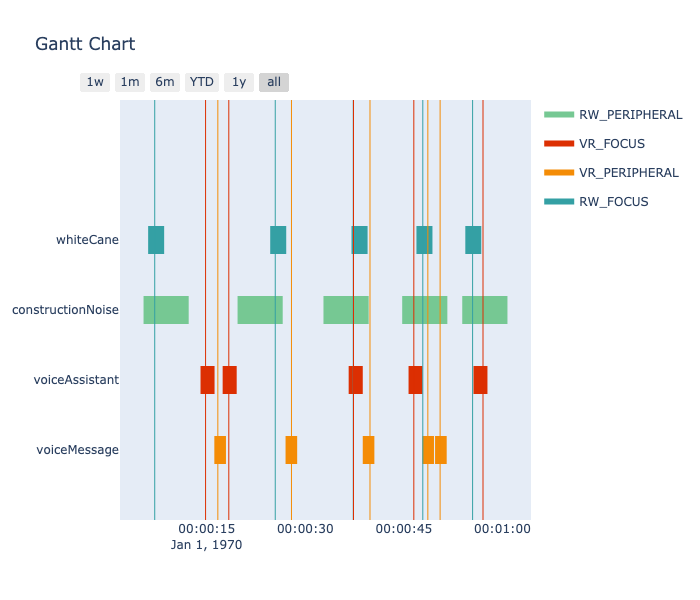 Gantt Chart
1w 1m 6m YTD 1y all
RW_PERIPHERAL
VR_FOCUS
VR_PERIPHERAL
RW_FOCUS
whiteCane
constructionNoise
voiceAssistant
voiceMessage
00:00:15 00:00:30 00:00:45 00:01:00
Jan 1, 1970